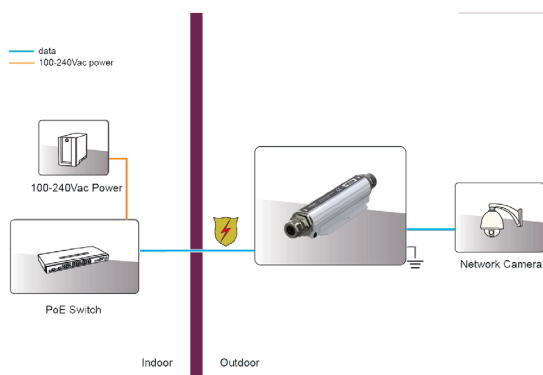 data
100-240Vac power
100-240Vac Power
PoE Switch
Network Camera
Indoor
Outdoor